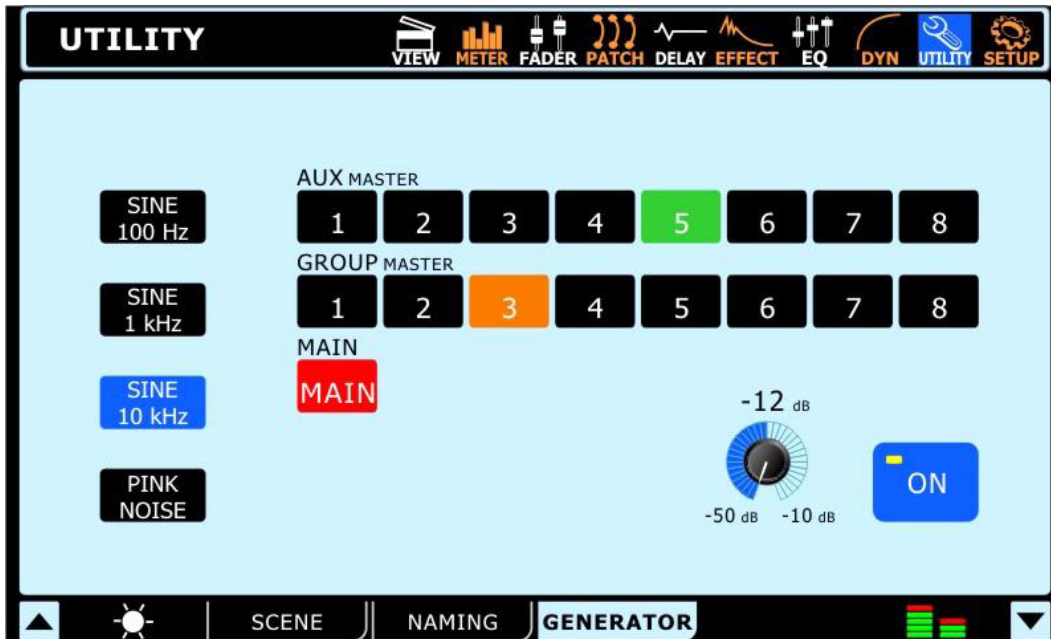 UTILITY
VIEW METER FADER PATCH DELAY EFFECT EQ DYN UTILITY SETUP
AUX MASTER
SINE
100 Hz
1 2 3 4 5 6 7 8
GROUP MASTER
SINE
1 kHz
1 2 3 4 5 6 7 8
MAIN
SINE
10 kHz
MAIN
-12 dB
PINK
NOISE
ON
-50 dB -10 dB
SCENE NAMING GENERATOR